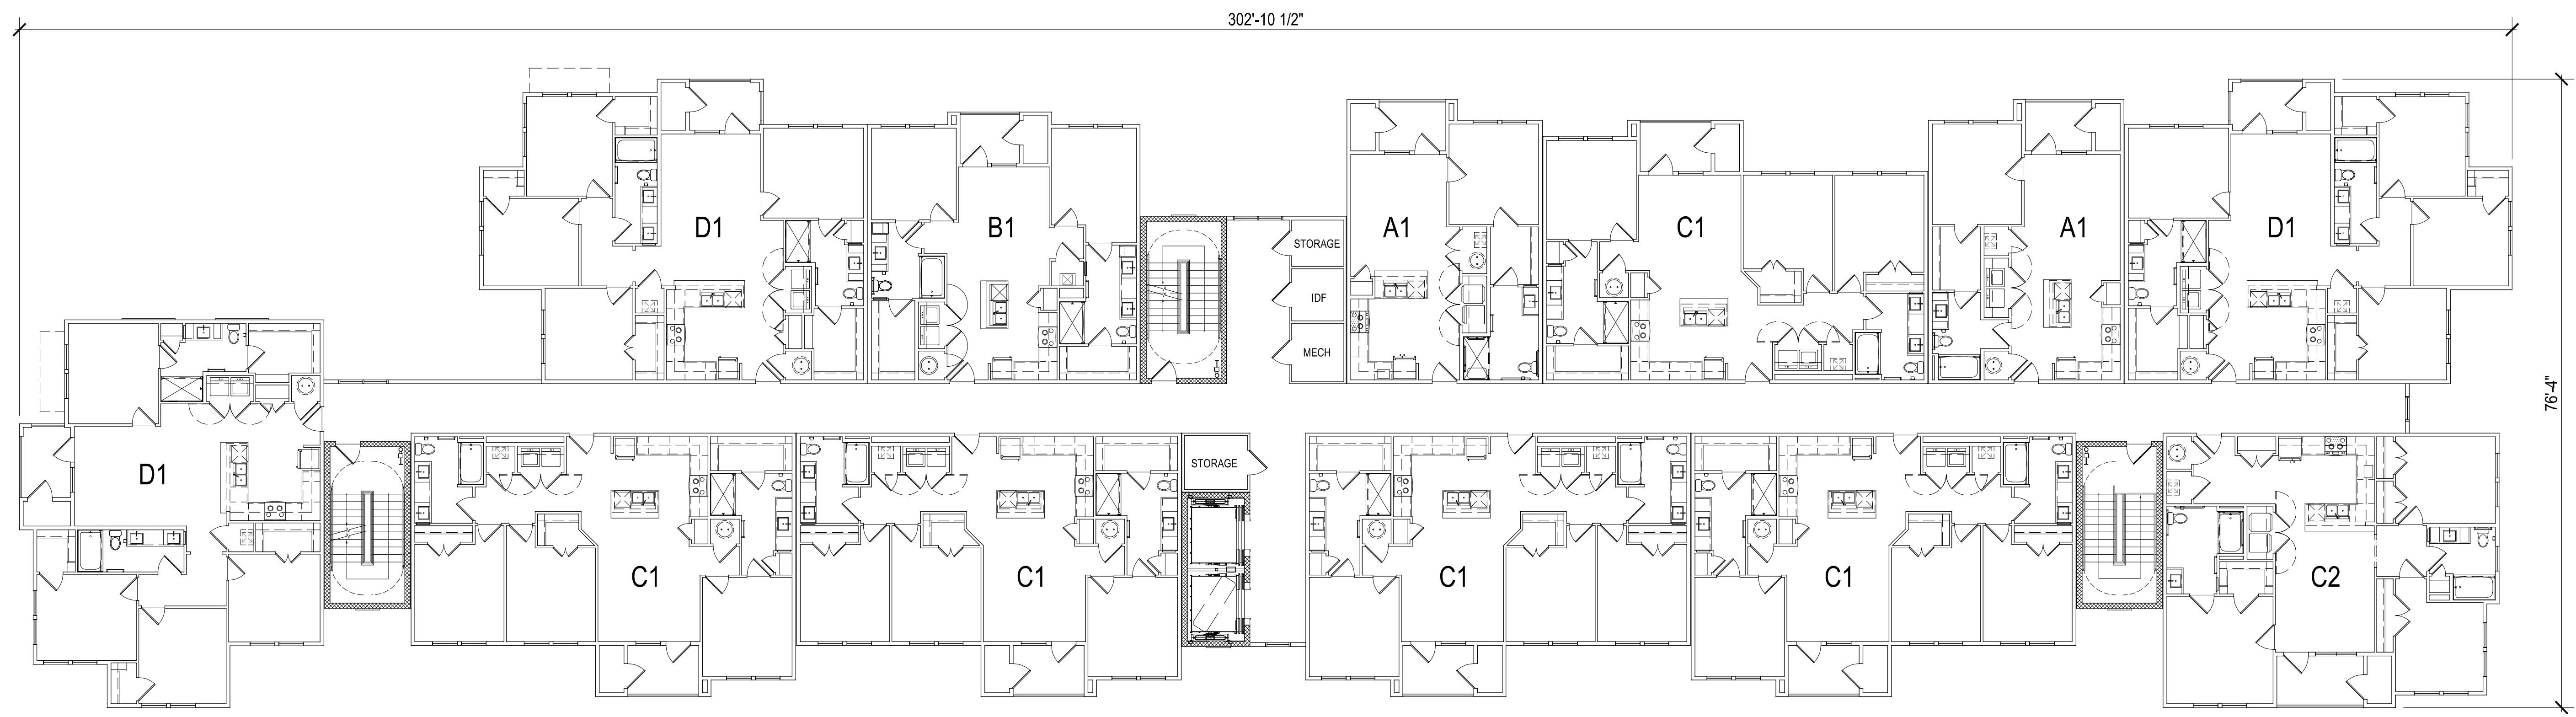 302'-10 1/2"
D1
B1
A1
C1
A1
D1
STORAGE
IDF
MECH
76'-4"
D1
STORAGE
C1
C1
C1
C1
C2